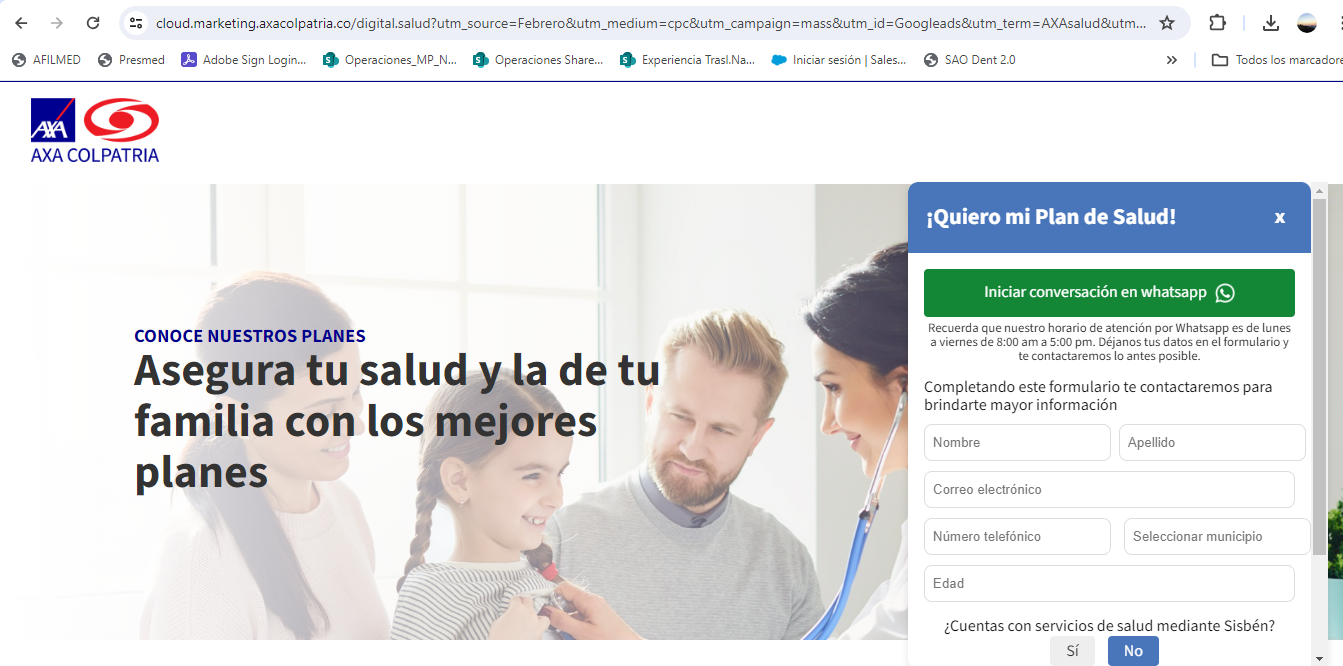 cloud.marketing.axacolpatria.co/digital.salud?utm_source=Febrero&utm_medium=cpc&utm_campaign=mass&utm_id=Googleads&utm_term=AXAsalud&utm...
AFILMED Presmed Adobe Sign Login... Operaciones_MP_N... Operaciones Share... Experiencia Trasl.Na... Iniciar sesión | Sales... SAO Dent 2.0 » Todos los marcadore
AXA
AXA COLPATRIA
CONOCE NUESTROS PLANES
Asegura tu salud y la de tu
familia con los mejores
planes
¡Quiero mi Plan de Salud! x
Iniciar conversación en whatsapp
Recuerda que nuestro horario de atención por Whatsapp es de lunes
a viernes de 8:00 am a 5:00 pm. Déjanos tus datos en el formulario y
te contactaremos lo antes posible.
Completando este formulario te contactaremos para
brindarte mayor información
Nombre Apellido
Correo electrónico
Número telefónico Seleccionar municipio
Edad
¿Cuentas con servicios de salud mediante Sisbén?
Sí No